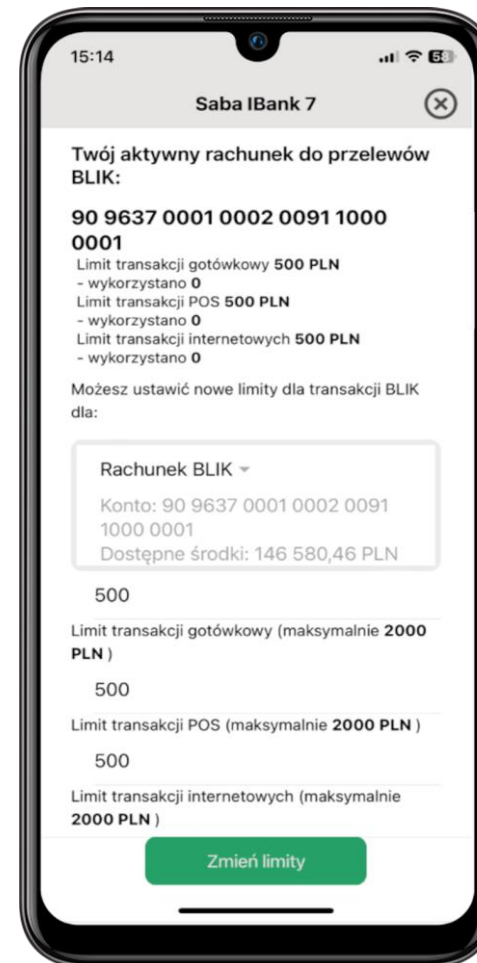 15:14
58
Saba IBank 7
Twój aktywny rachunek do przelewów
BLIK:
90 9637 0001 0002 0091 1000
0001
Limit transakcji gotówkowy 500 PLN
- wykorzystano 0
Limit transakcji POS 500 PLN
- wykorzystano 0
Limit transakcji internetowych 500 PLN
- wykorzystano 0
Możesz ustawić nowe limity dla transakcji BLIK
dla:
Rachunek BLIK
Konto: 90 9637 0001 0002 0091
1000 0001
Dostępne środki: 146 580,46 PLN
500
Limit transakcji gotówkowy (maksymalnie 2000
PLN )
500
Limit transakcji POS (maksymalnie 2000 PLN )
500
Limit transakcji internetowych (maksymalnie
2000 PLN )
Zmień limity